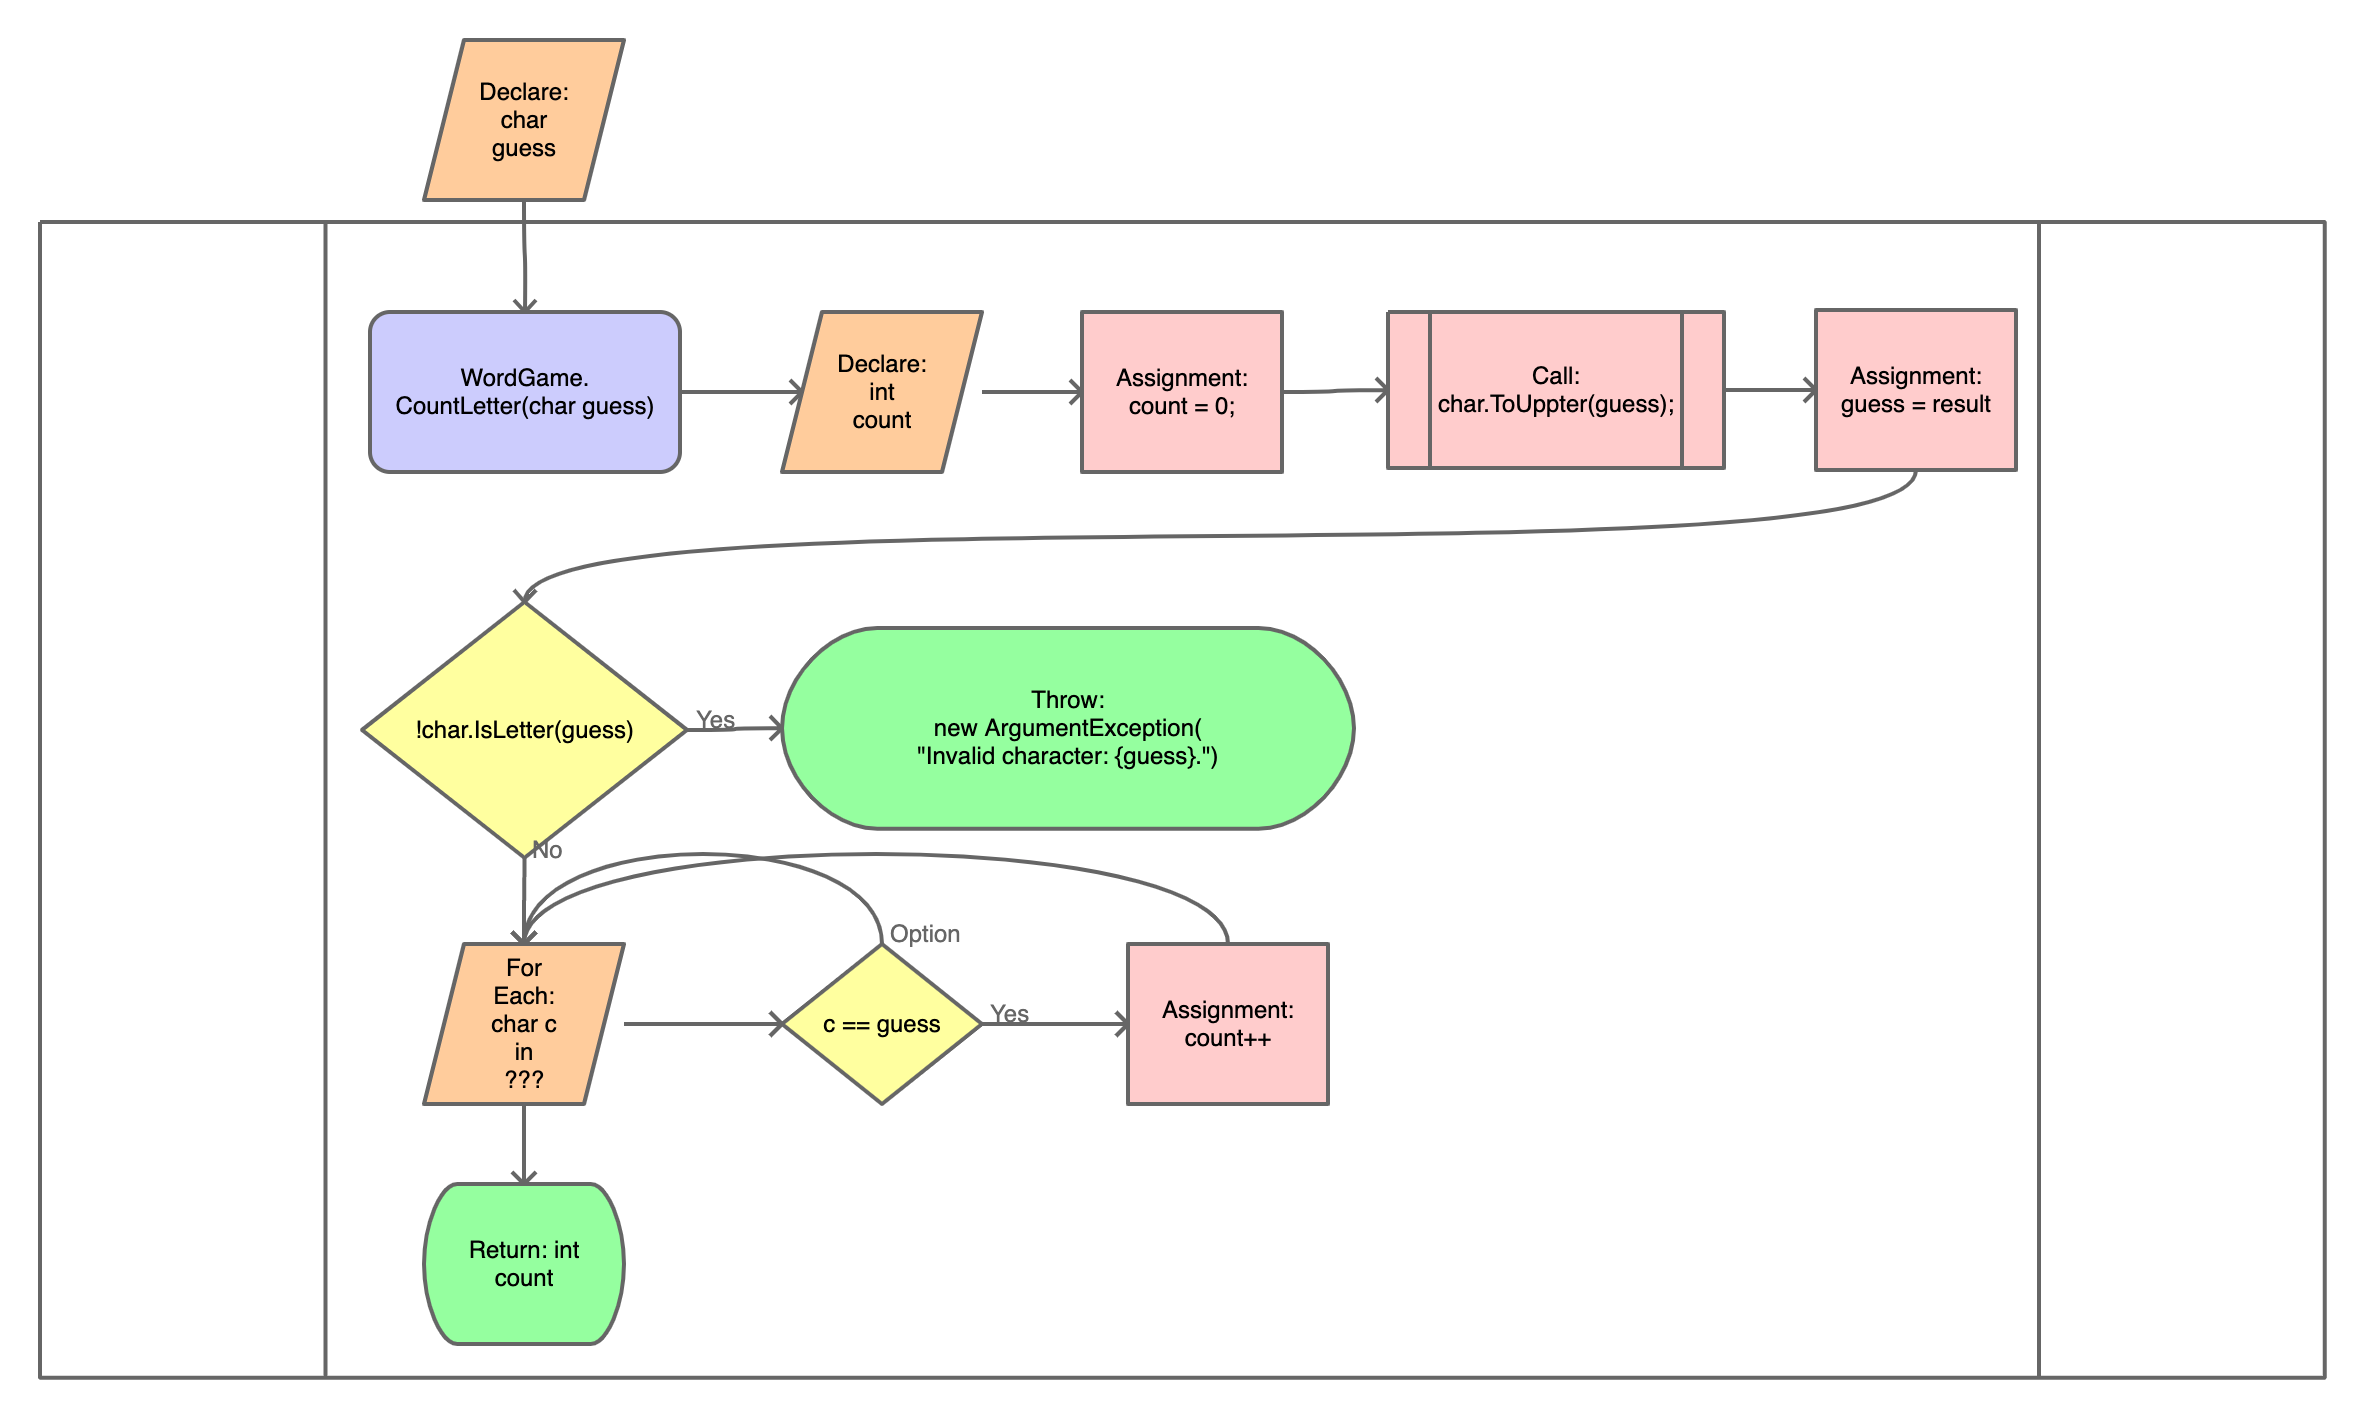 Declare:
char
guess
WordGame.
CountLetter(char guess)
Declare:
int
count
Assignment:
count = 0;
Call:
char.ToUppter(guess);
Assignment:
guess = result
!char.IsLetter(guess)
Yes
Throw:
new ArgumentException(
"Invalid character: {guess}.")
No
For
Each:
char c
in
???
c == guess
Option
Yes
Assignment:
count++
Return: int
count